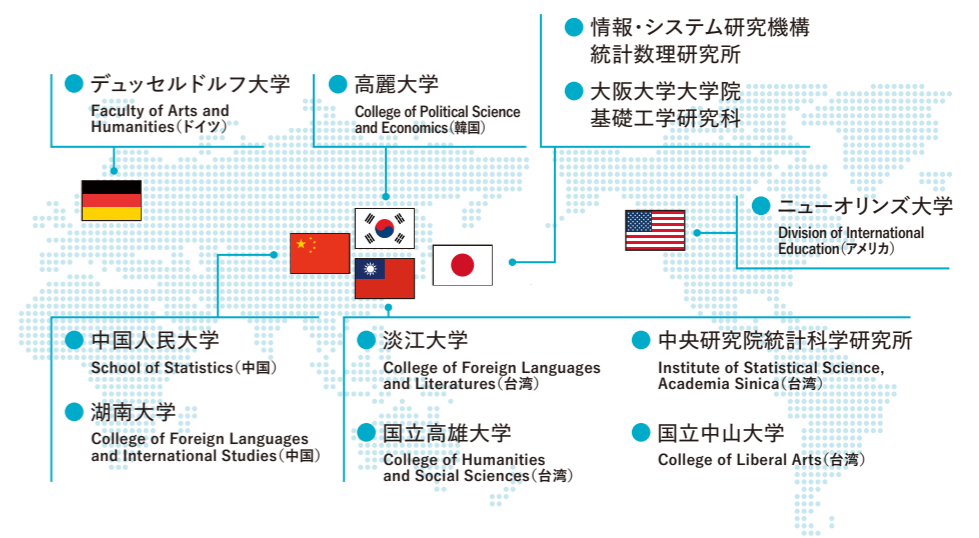 情報・システム研究機構
統計数理研究所
大阪大学大学院
基礎工学研究科
デュッセルドルフ大学
Faculty of Arts and
Humanities(ドイツ)
高麗大学
College of Political Science
and Economics(韓国)
ニューオリンズ大学
Division of International
Education(アメリカ)
中国人民大学
School of Statistics(中国)
湖南大学
College of Foreign Languages
and International Studies(中国)
淡江大学
College of Foreign Languages
and Literatures(台湾)
国立高雄大学
College of Humanities
and Social Sciences(台湾)
中央研究院統計科学研究所
Institute of Statistical Science,
Academia Sinica(台湾)
国立中山大学
College of Liberal Arts(台湾)